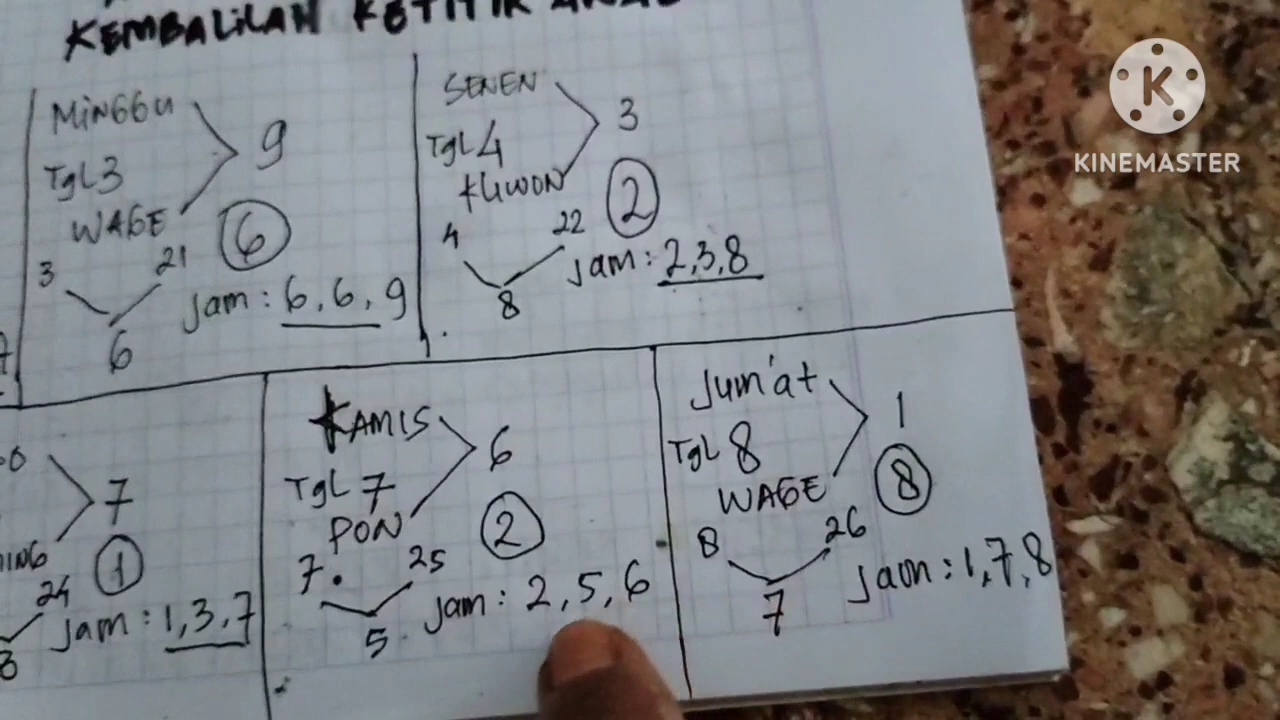 KEMBALILAH KETITIK
MINGGU
Tgl 3
WAGE
9
6
3
21
6
jam: 6, 6, 9
SENEN
Tgl 4
KLIWON
3
2
4
22
8
jam: 2,3,8
7
1
24
jam: 1,3,7
KAMIS
Tgl 7
PON
6
2
7.
25
5
jam: 2,5,6
Jum'at
Tgl 8
WAGE
1
8
8
26
7
jam: 1,7,8
K
KINEMASTER